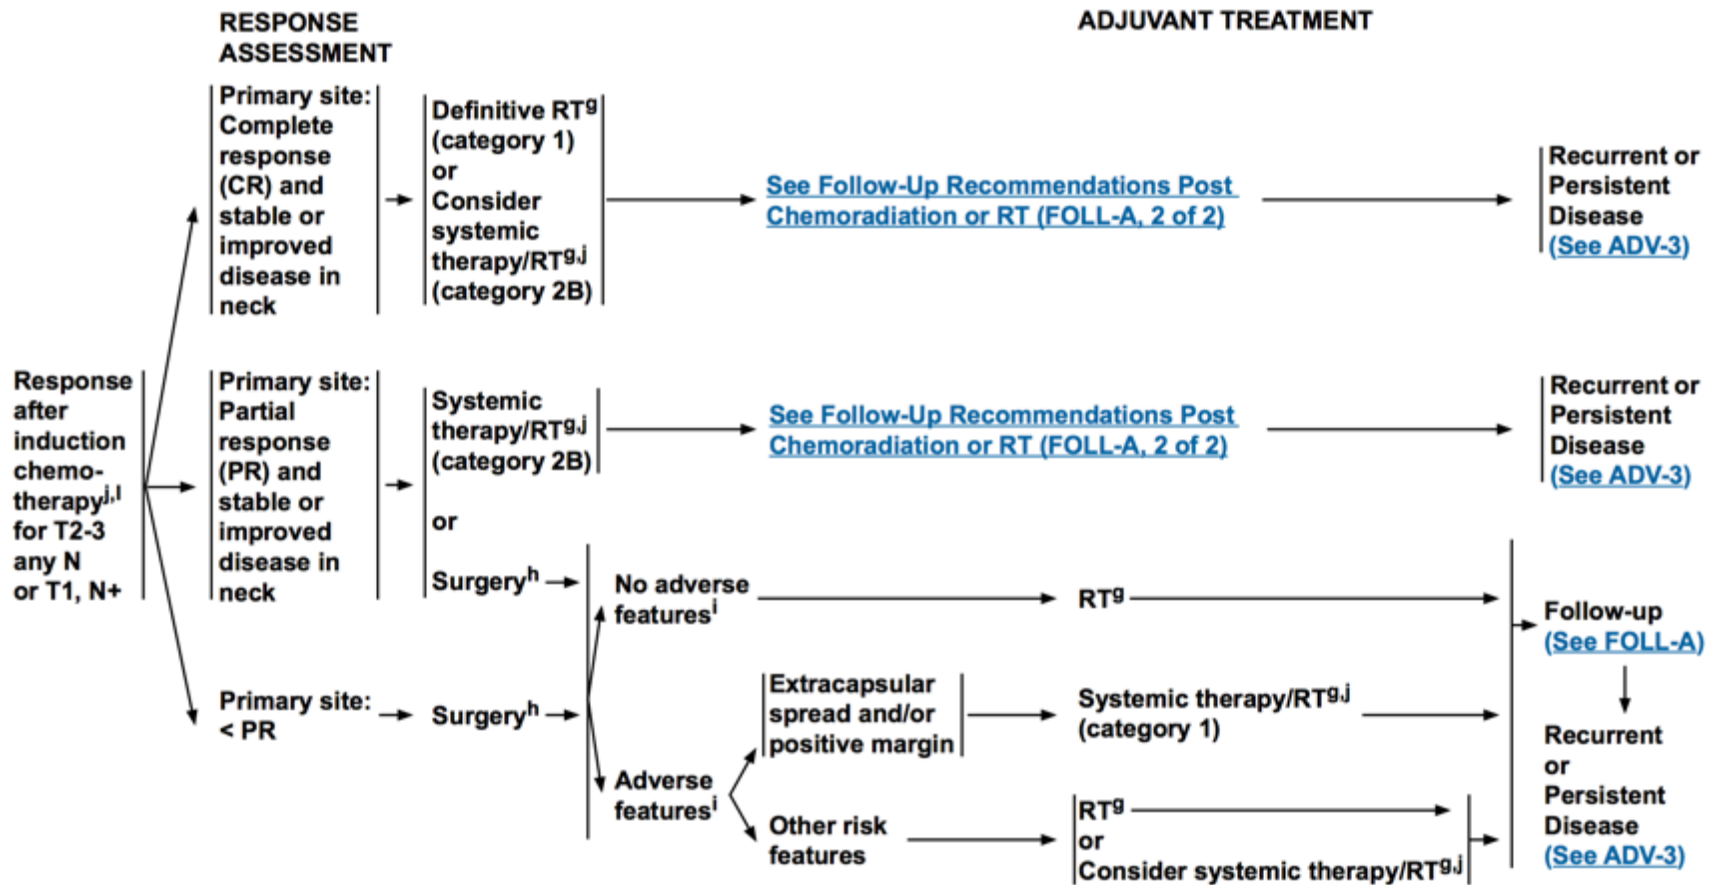 RESPONSE
ASSESSMENT
ADJUVANT TREATMENT
Primary site:
Complete
response
(CR) and
stable or
improved
disease in
neck
Definitive RTg
(category 1)
or
Consider
systemic
therapy/RTg,j
(category 2B)
See Follow-Up Recommendations Post
Chemoradiation or RT (FOLL-A, 2 of 2)
Recurrent or
Persistent
Disease
(See ADV-3)
Response
after
induction
chemo-
therapyj,l
for T2-3
any N
or T1, N+
Primary site:
Partial
response
(PR) and
stable or
improved
disease in
neck
Systemic
therapy/RTg,j
(category 2B)
or
Surgeryh
See Follow-Up Recommendations Post
Chemoradiation or RT (FOLL-A, 2 of 2)
Recurrent or
Persistent
Disease
(See ADV-3)
Primary site:
< PR
Surgeryh
No adverse
featuresi
RTg
Adverse
featuresi
Extracapsular
spread and/or
positive margin
Systemic therapy/RTg,j
(category 1)
Other risk
features
RTg
or
Consider systemic therapy/RTg,j
Follow-up
(See FOLL-A)
Recurrent
or
Persistent
Disease
(See ADV-3)